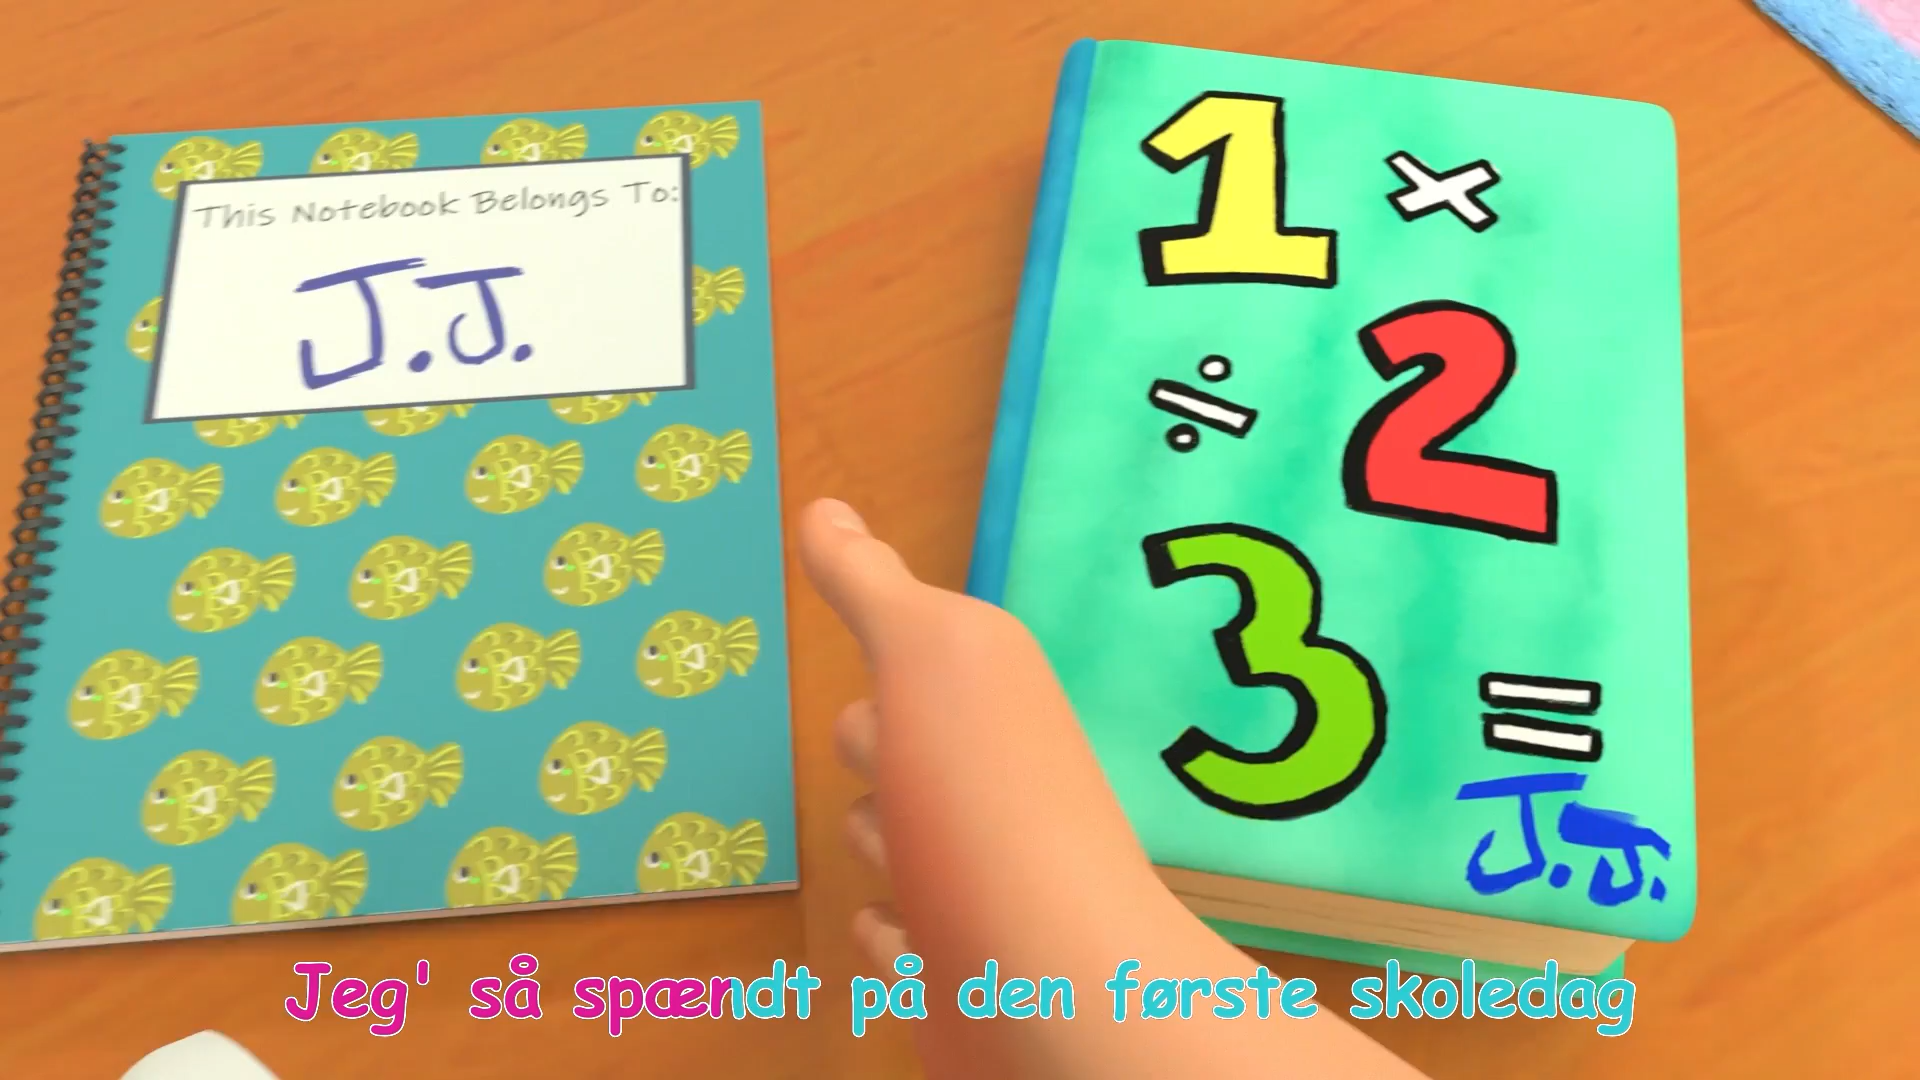 This Notebook Belongs To:
J.J.
1 ×
÷ 2
3 =
J.J.
Jeg' så spændt på den første skoledag